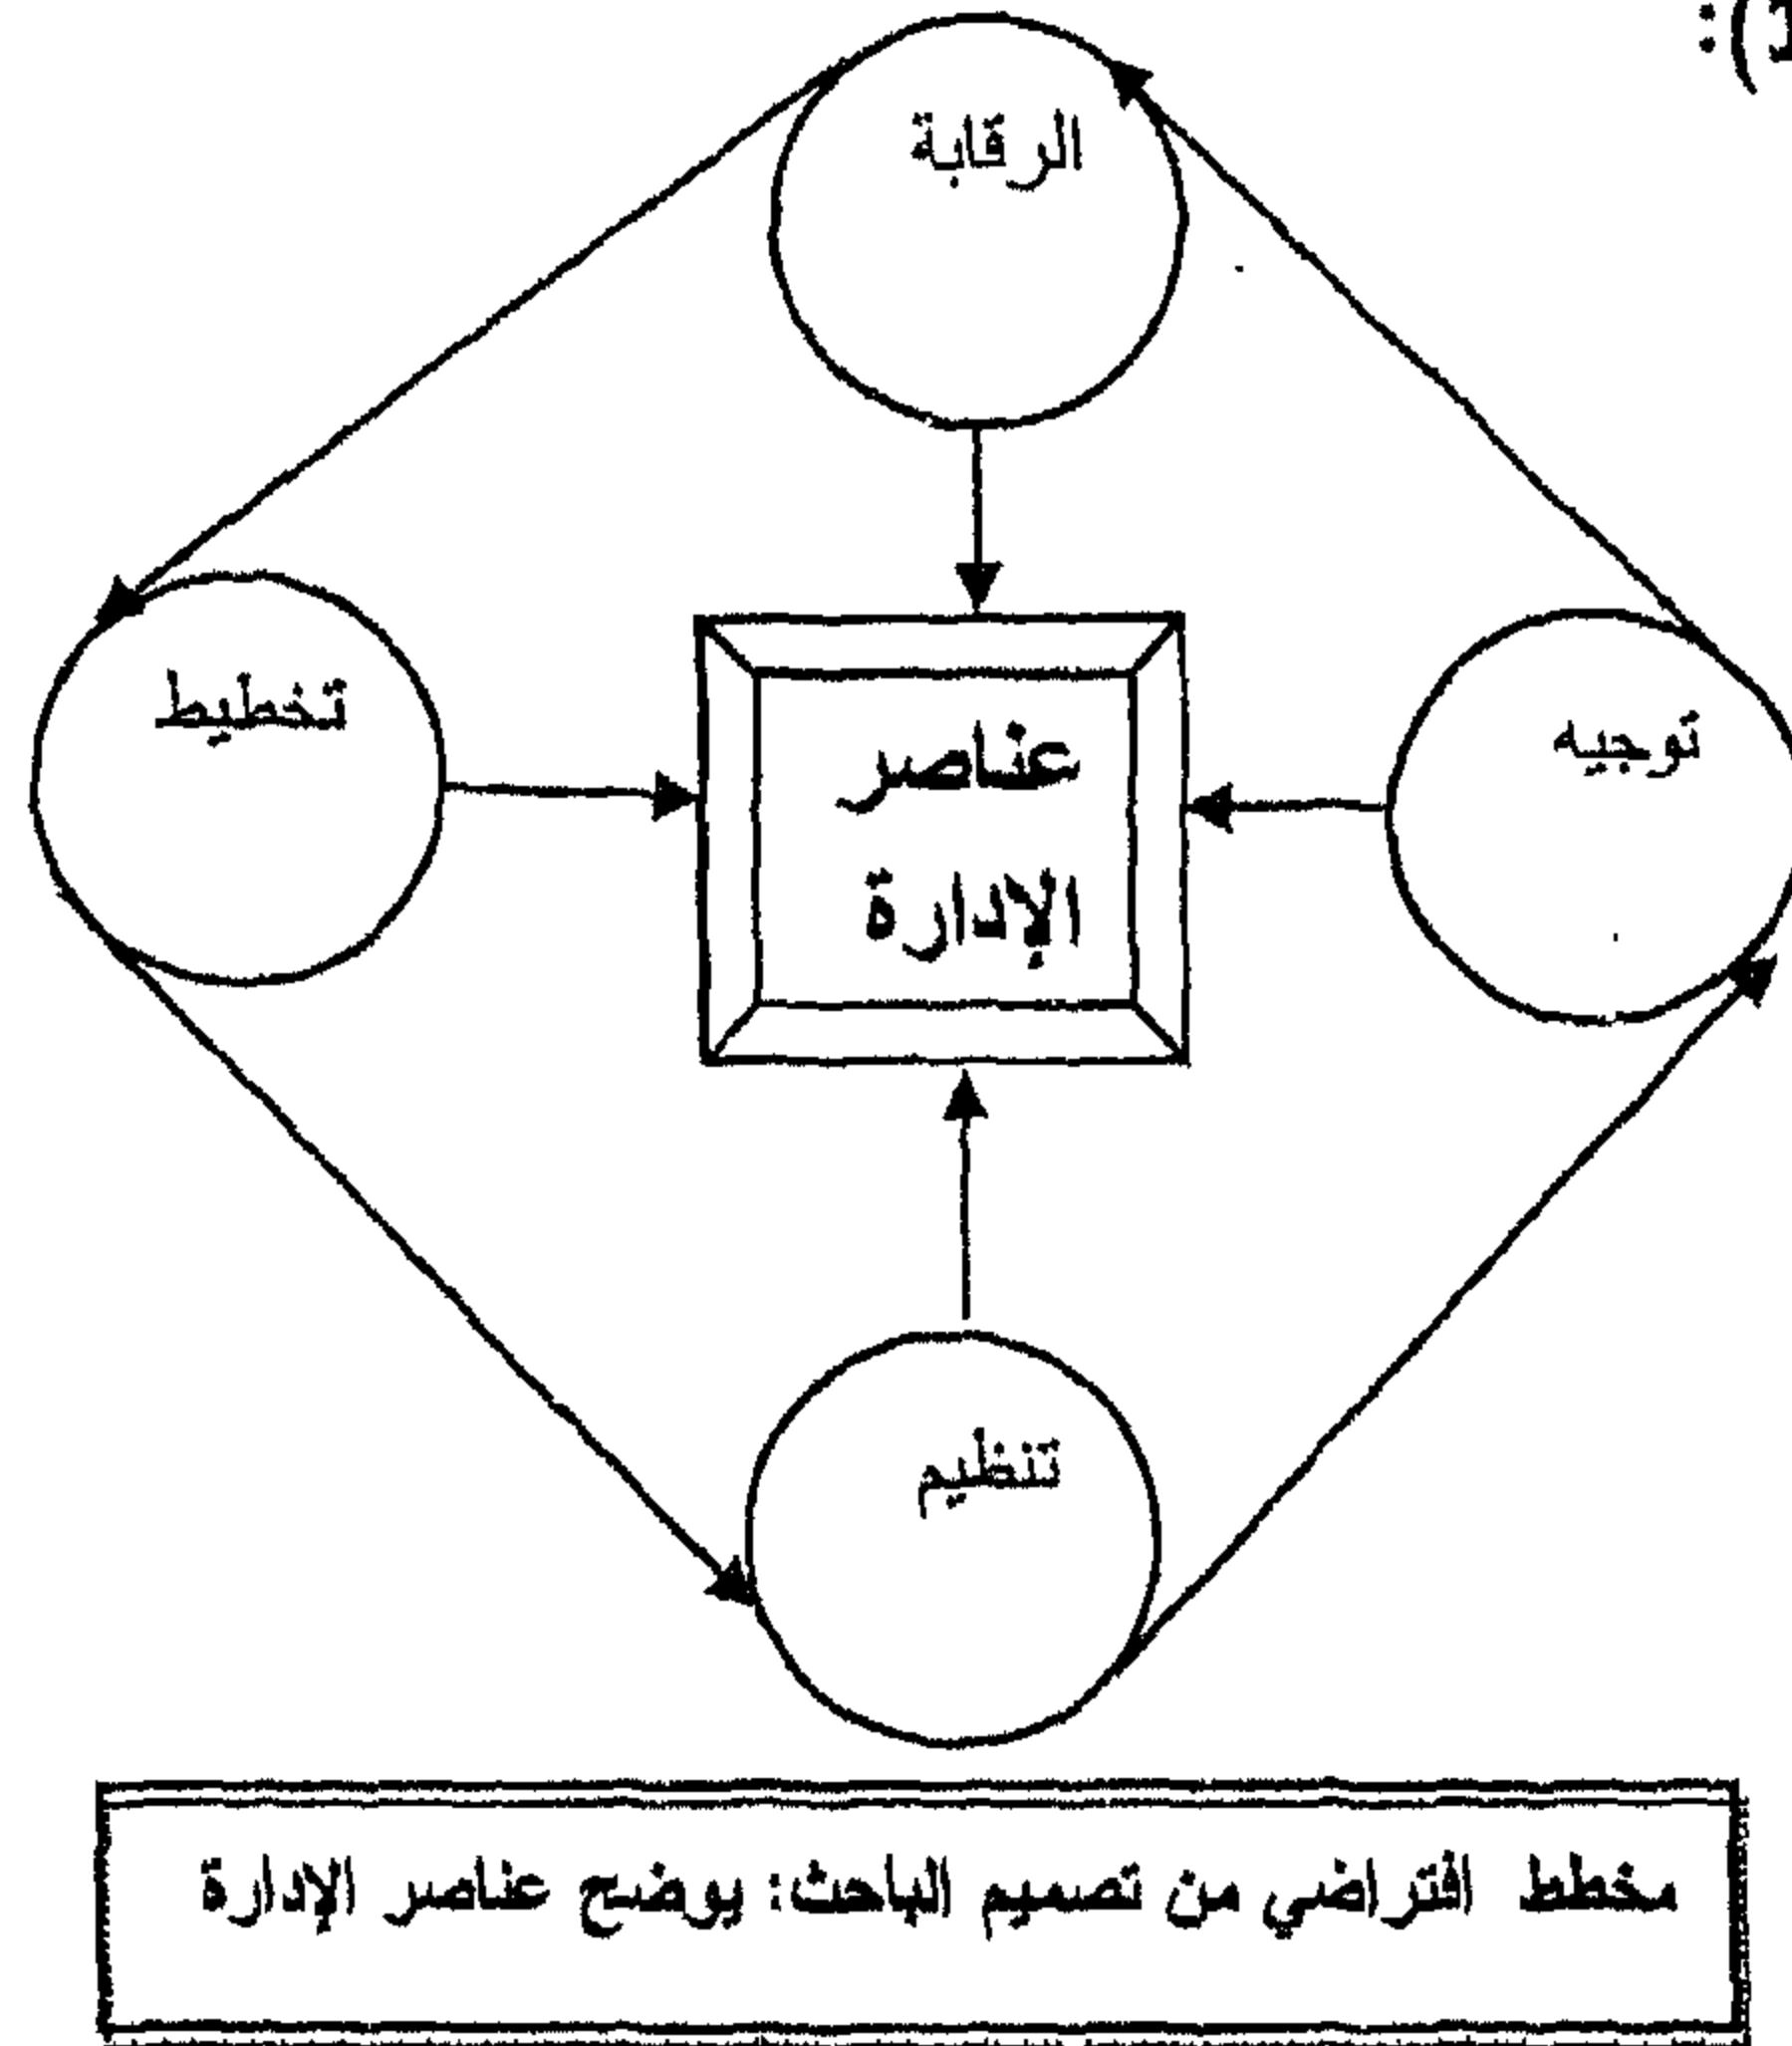 الرقابة
توجيه
تخطيط
عناصر
الإدارة
تنظيم
مخطط افتراضي من تصميم الباحث: يوضح عناصر الإدارة